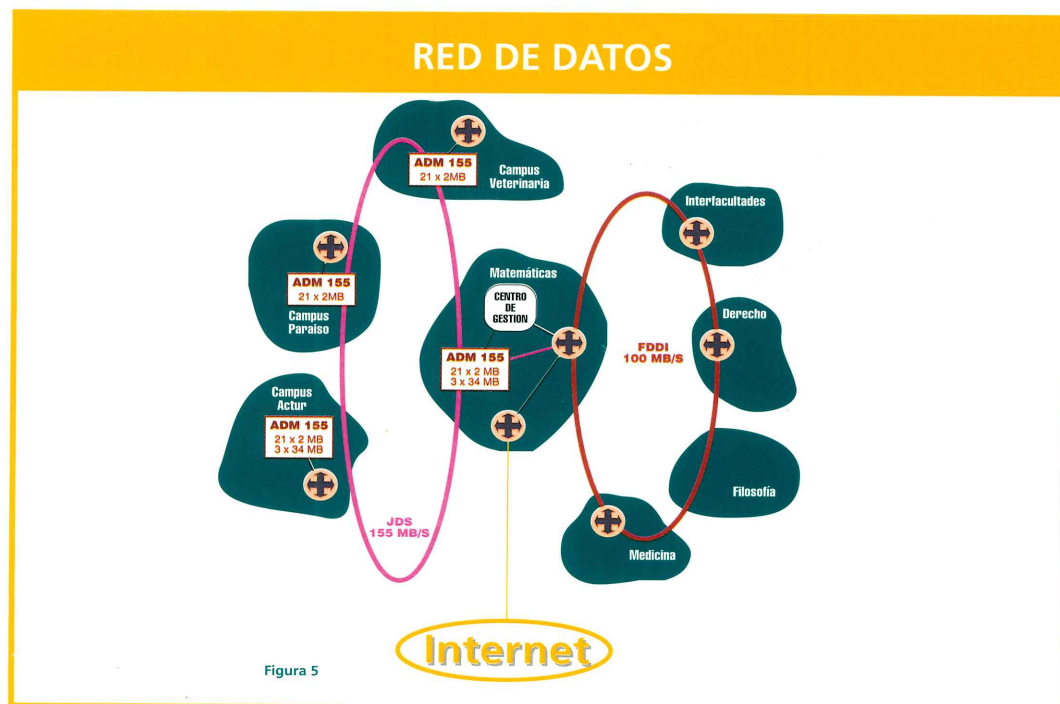 RED DE DATOS
ADM 155
21 x 2MB
Campus
Veterinaria
Interfacultades
ADM 155
21 x 2MB
Campus
Paraiso
Matemáticas
CENTRO
DE
GESTION
Derecho
ADM 155
21 x 2 MB
3 x 34 MB
FDDI
100 MB/S
Campus
Actur
ADM 155
21 x 2 MB
3 x 34 MB
Filosofía
JDS
155 MB/S
Medicina
Internet
Figura 5